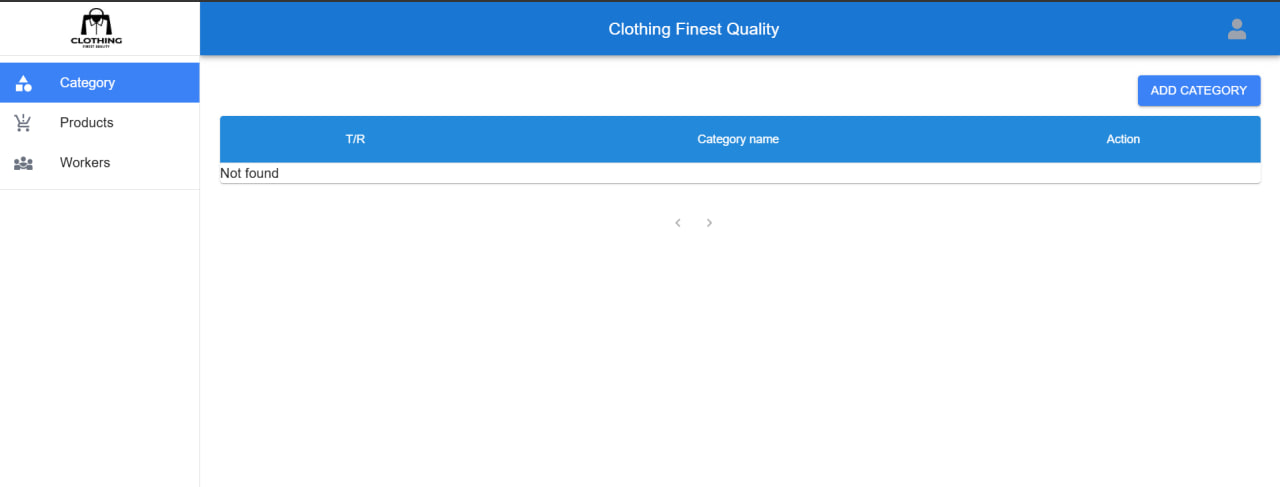 CLOTHING
FINEST QUALITY
Clothing Finest Quality
Category
Products
Workers
ADD CATEGORY
T/R Category name Action
Not found